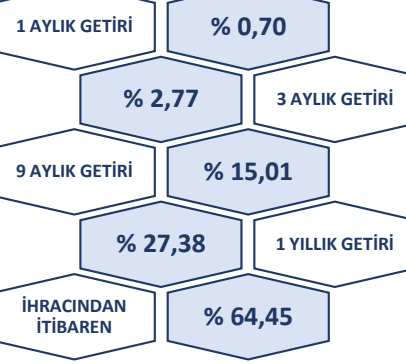 1 AYLIK GETİRİ
% 0,70
% 2,77
3 AYLIK GETİRİ
9 AYLIK GETİRİ
% 15,01
% 27,38
1 YILLIK GETİRİ
İHRACINDAN
İTİBAREN
% 64,45